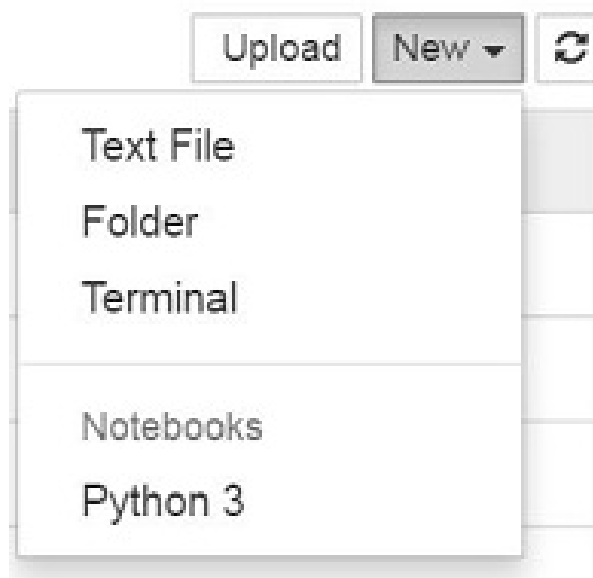 Upload New
Text File
Folder
Terminal
Notebooks
Python 3